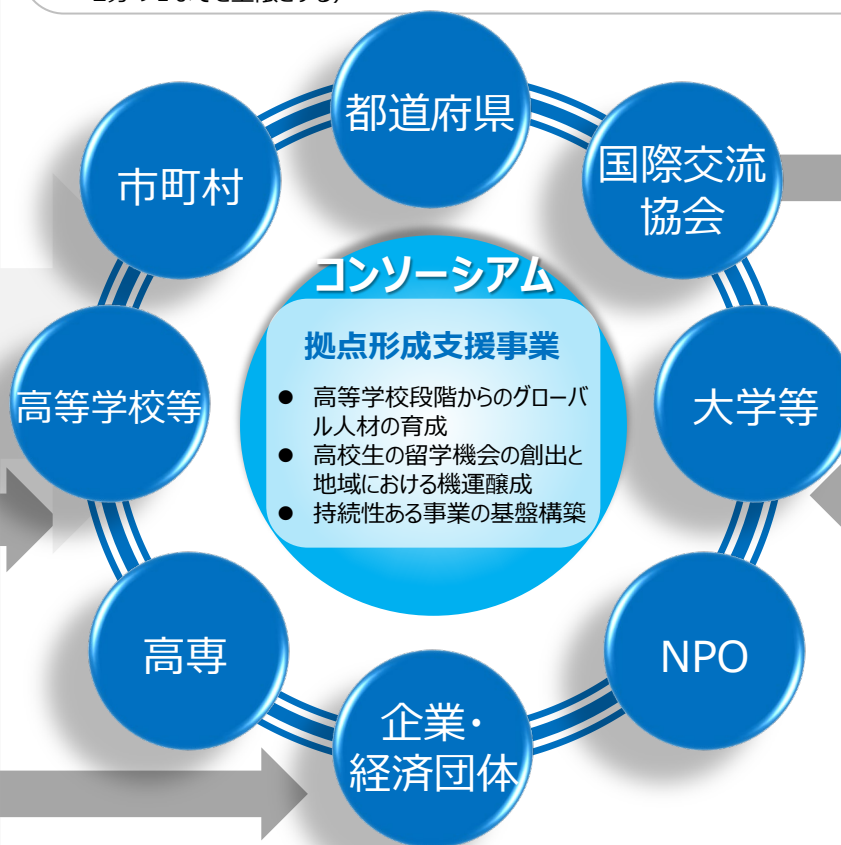 都道府県
国際交流
協会
市町村
コンソーシアム
拠点形成支援事業
● 高等学校段階からのグローバ
ル人材の育成
● 高校生の留学機会の創出と
地域における機運醸成
● 持続性ある事業の基盤構築
高等学校等
大学等
高専
NPO
企業・
経済団体